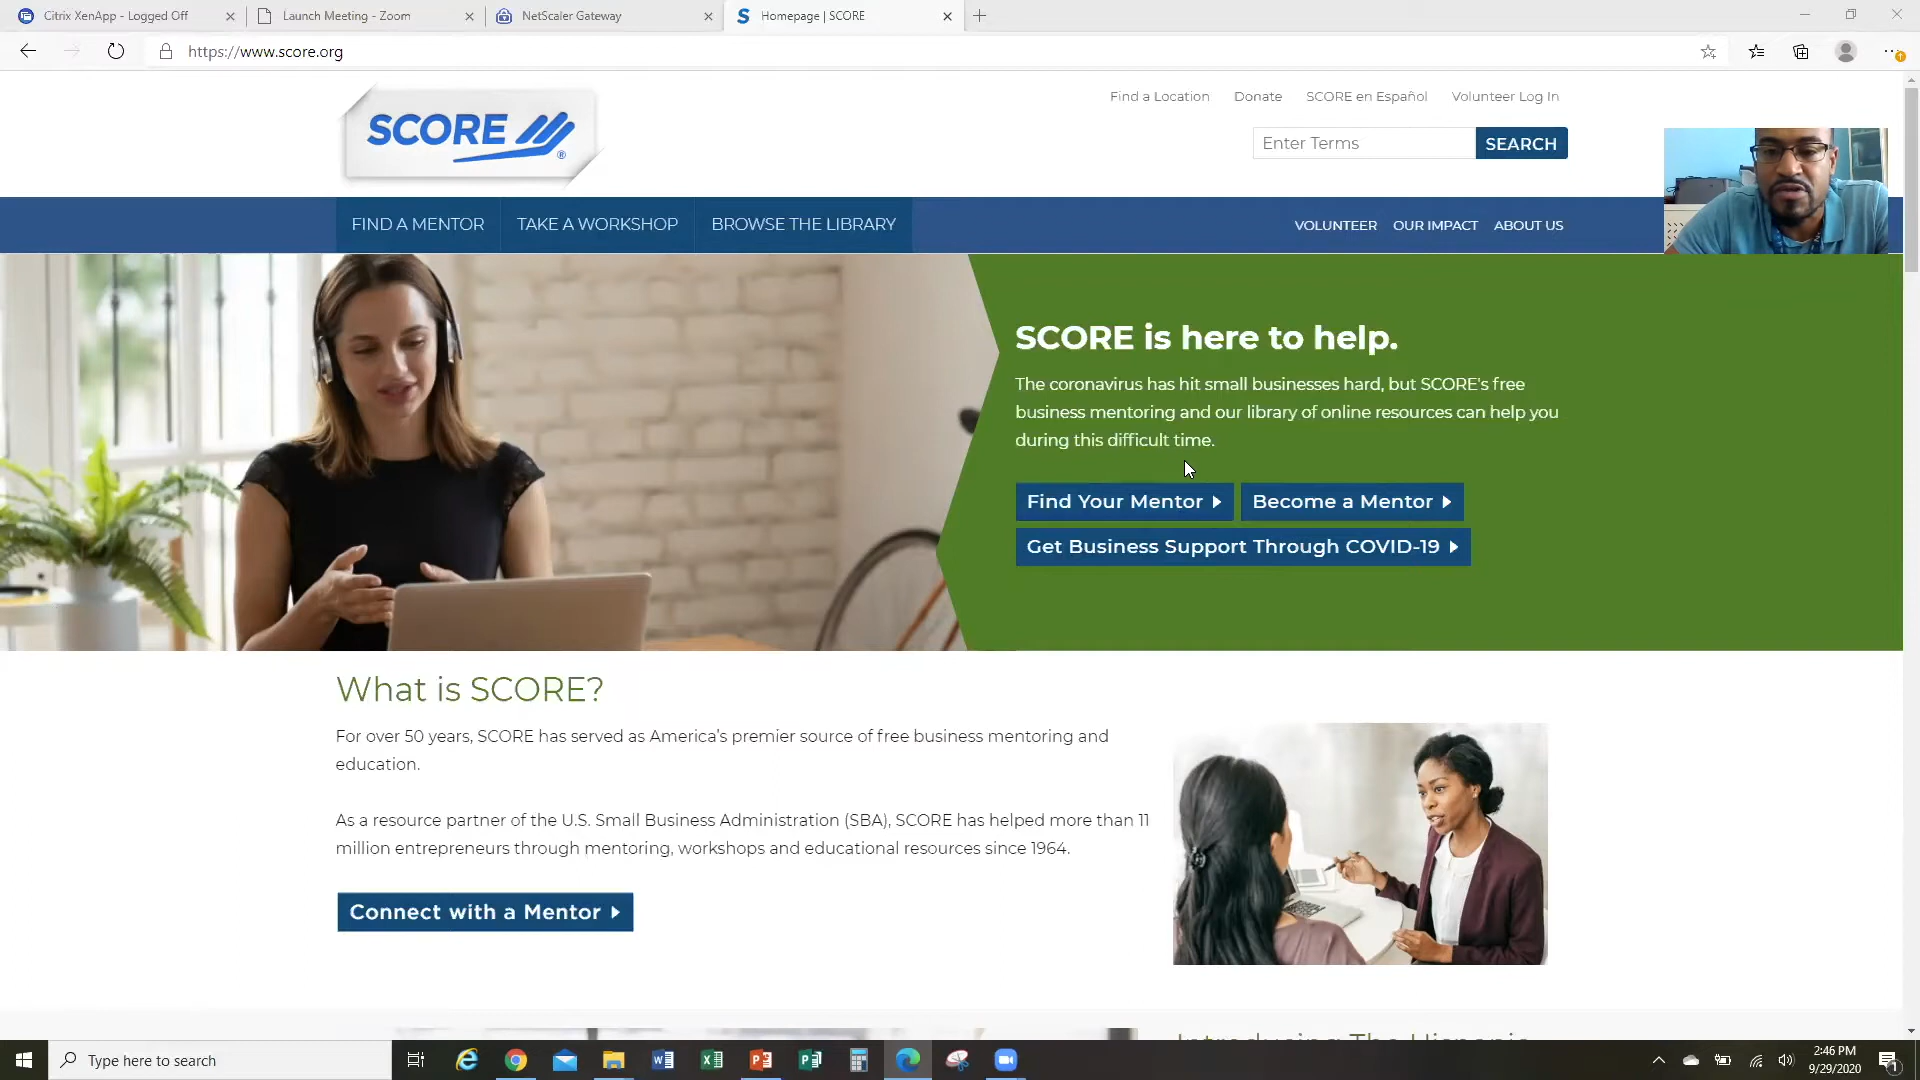 Citrix XenApp - Logged Off
Launch Meeting - Zoom
NetScaler Gateway
Homepage | SCORE
https://www.score.org
Find a Location
Donate
SCORE en Español
Volunteer Log In
SCORE ®
Enter Terms
SEARCH
FIND A MENTOR
TAKE A WORKSHOP
BROWSE THE LIBRARY
VOLUNTEER
OUR IMPACT
ABOUT US
SCORE is here to help.
The coronavirus has hit small businesses hard, but SCORE's free
business mentoring and our library of online resources can help you
during this difficult time.
Find Your Mentor
Become a Mentor
Get Business Support Through COVID-19
What is SCORE?
For over 50 years, SCORE has served as America's premier source of free business mentoring and
education.
As a resource partner of the U.S. Small Business Administration (SBA), SCORE has helped more than 11
million entrepreneurs through mentoring, workshops and educational resources since 1964.
Connect with a Mentor
Introducing The Hispanic
Type here to search
2:46 PM
9/29/2020